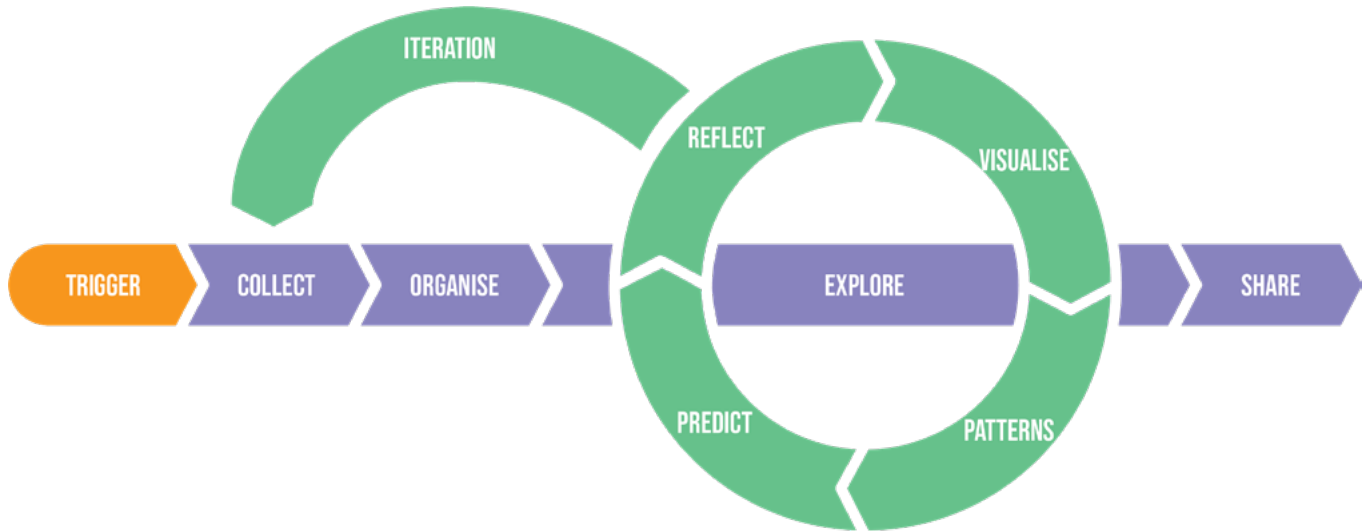 ITERATION
REFLECT
VISUALISE
TRIGGER
COLLECT
ORGANISE
EXPLORE
SHARE
PREDICT
PATTERNS